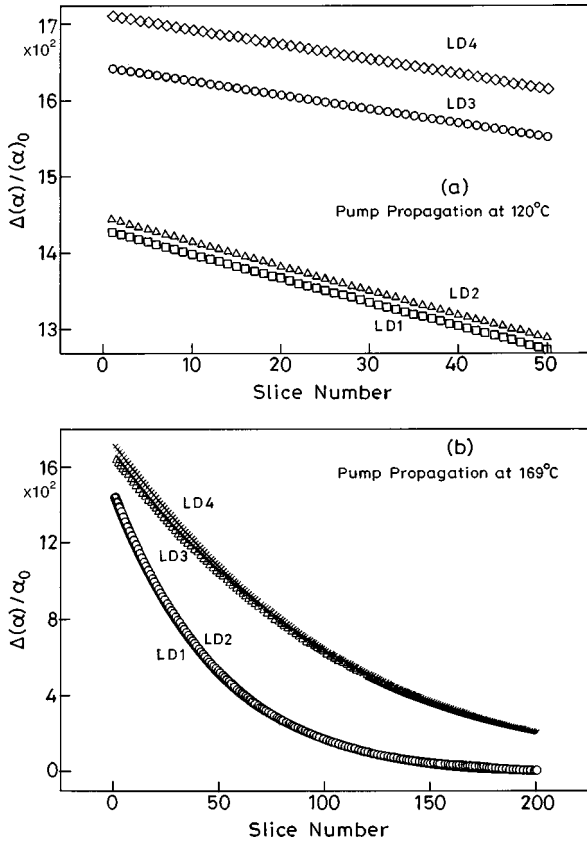 17
×10²
16
15
14
13
Δ(α)/(α)₀
LD4
LD3
(a)
Pump Propagation at 120°C
LD2
LD1
0 10 20 30 40 50
Slice Number
(b)
Pump Propagation at 169°C
16
×10²
12
8
4
0
Δ(α)/α₀
LD4
LD3
LD2
LD1
0 50 100 150 200
Slice Number